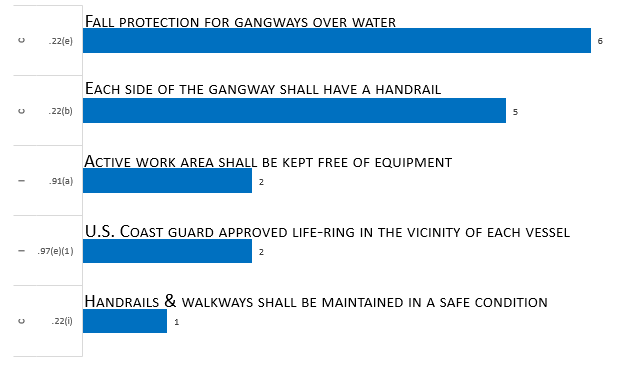 C .22(e) Fall protection for gangways over water 6
C .22(b) Each side of the gangway shall have a handrail 5
I .91(a) Active work area shall be kept free of equipment 2
I .97(e)(1) U.S. Coast guard approved life-ring in the vicinity of each vessel 2
C .22(i) Handrails & walkways shall be maintained in a safe condition 1